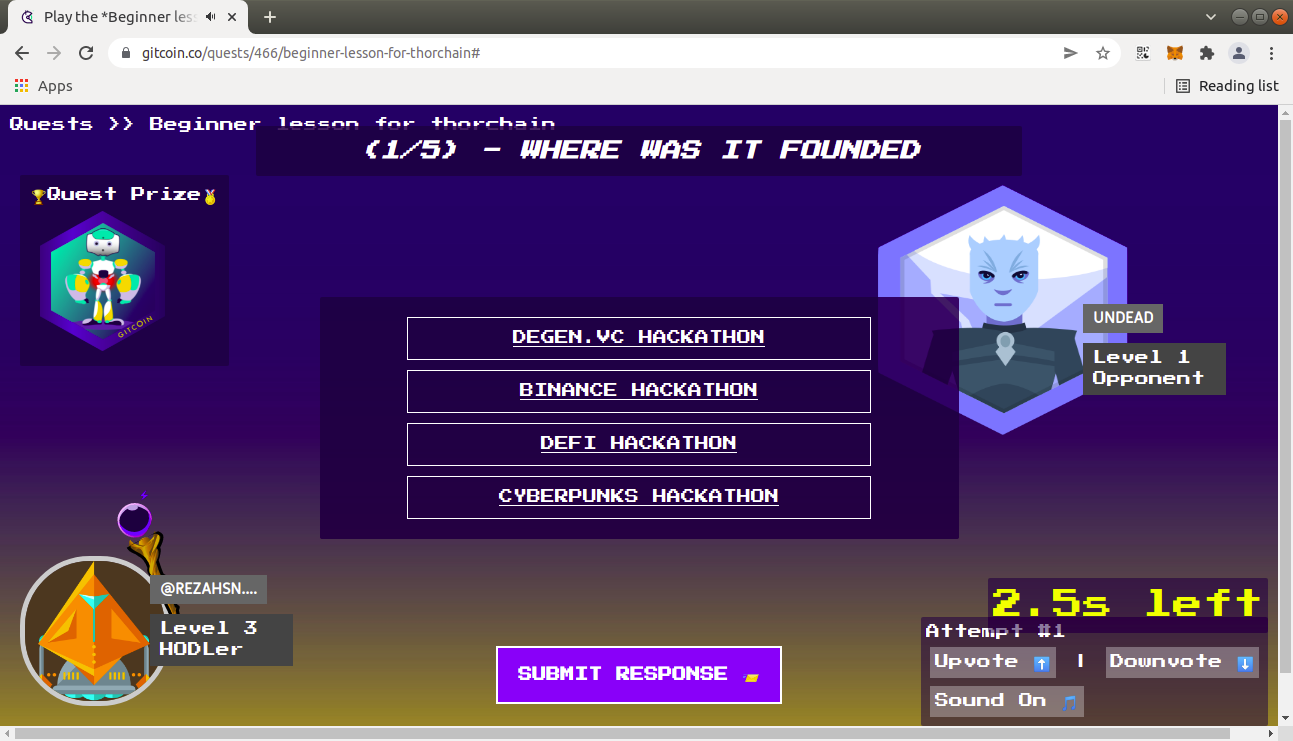 Play the *Beginner les
gitcoin.co/quests/466/beginner-lesson-for-thorchain#
Apps
Reading list
Quests >> Beginner lesson for thorchain
(1/5) - WHERE WAS IT FOUNDED
Quest Prize
GITCOIN
DEGEN.VC HACKATHON
BINANCE HACKATHON
DEFI HACKATHON
CYBERPUNKS HACKATHON
UNDEAD
Level 1
Opponent
@REZAHSN....
Level 3
HODLer
SUBMIT RESPONSE
2.5s left
Attempt #1
Upvote | Downvote
Sound On